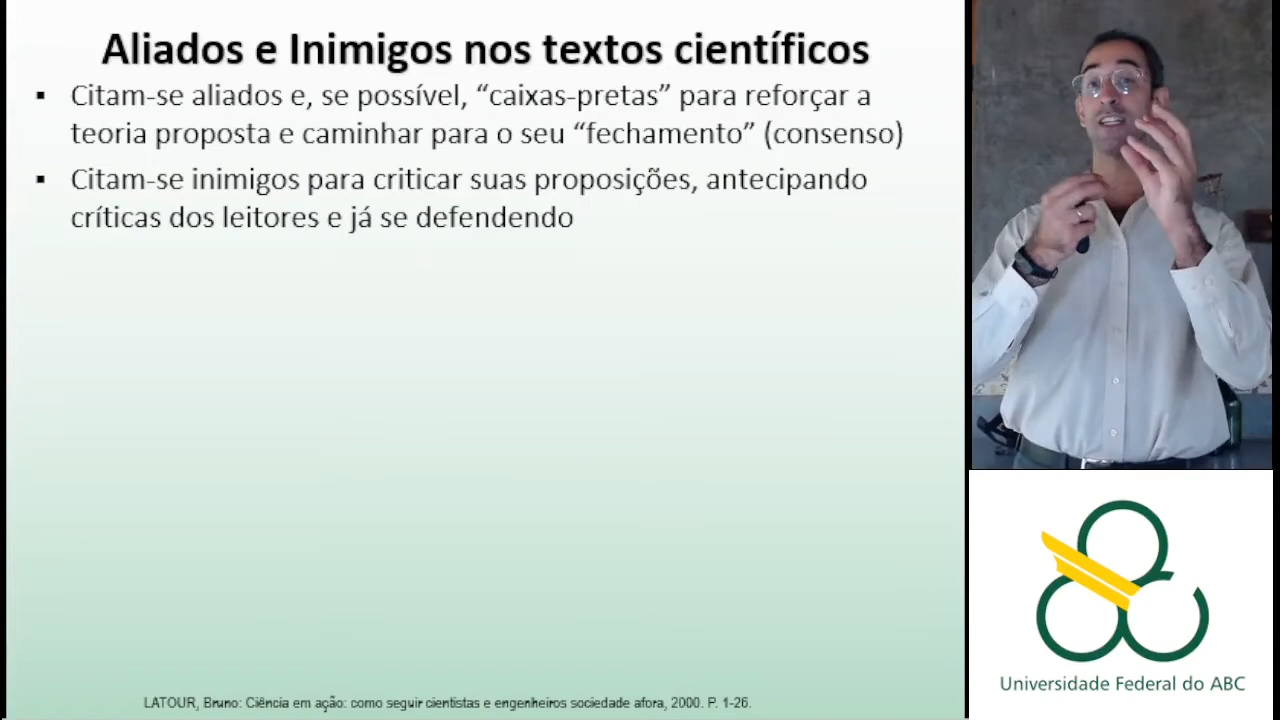 Aliados e Inimigos nos textos científicos
▪ Citam-se aliados e, se possível, “caixas-pretas” para reforçar a
teoria proposta e caminhar para o seu “fechamento” (consenso)
▪ Citam-se inimigos para criticar suas proposições, antecipando
críticas dos leitores e já se defendendo
LATOUR, Bruno: Ciência em ação: como seguir cientistas e engenheiros sociedade afora, 2000. P. 1-26.
Universidade Federal do ABC